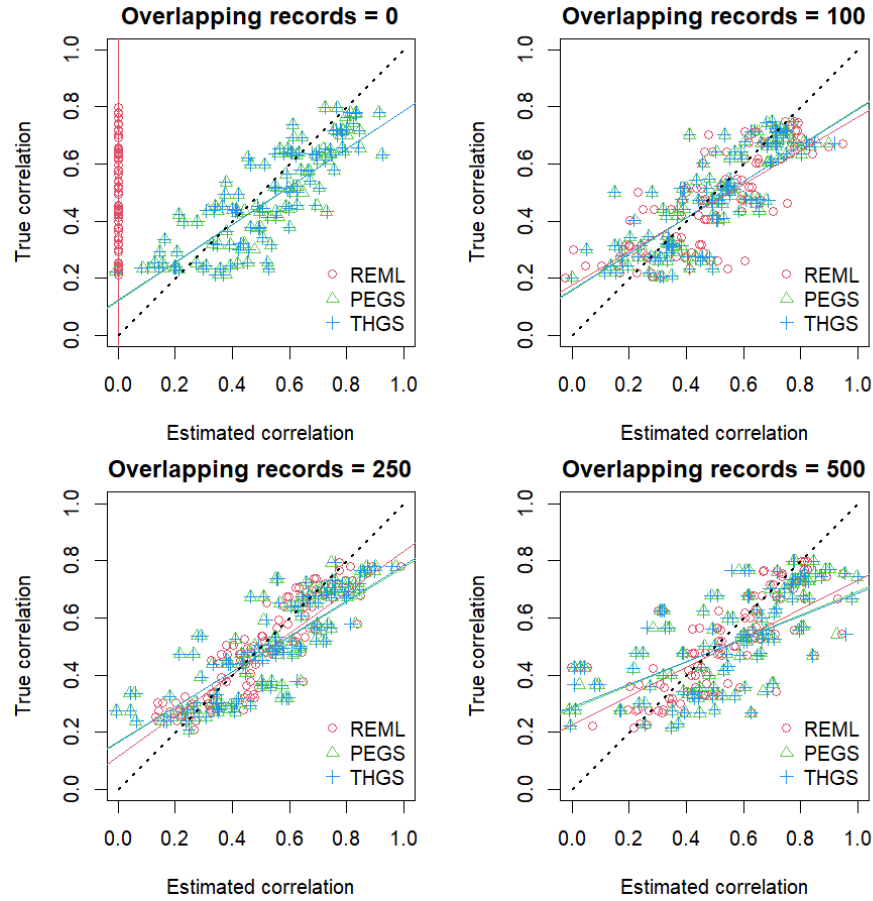 Overlapping records = 0
True correlation
1.0
0.8
0.6
0.4
0.2
0.0
REML
PEGS
THGS
0.0 0.2 0.4 0.6 0.8 1.0
Estimated correlation
Overlapping records = 100
True correlation
1.0
0.8
0.6
0.4
0.2
0.0
REML
PEGS
THGS
0.0 0.2 0.4 0.6 0.8 1.0
Estimated correlation
Overlapping records = 250
True correlation
1.0
0.8
0.6
0.4
0.2
0.0
REML
PEGS
THGS
0.0 0.2 0.4 0.6 0.8 1.0
Estimated correlation
Overlapping records = 500
True correlation
1.0
0.8
0.6
0.4
0.2
0.0
REML
PEGS
THGS
0.0 0.2 0.4 0.6 0.8 1.0
Estimated correlation